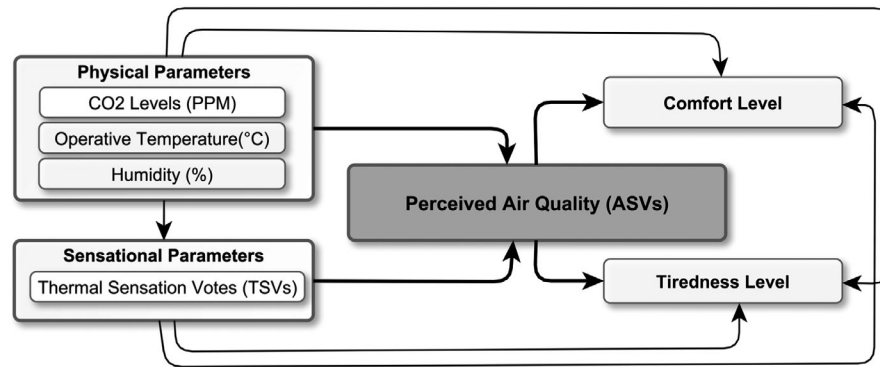 Physical Parameters
CO2 Levels (PPM)
Operative Temperature(°C)
Humidity (%)
Sensational Parameters
Thermal Sensation Votes (TSVs)
Perceived Air Quality (ASVs)
Comfort Level
Tiredness Level